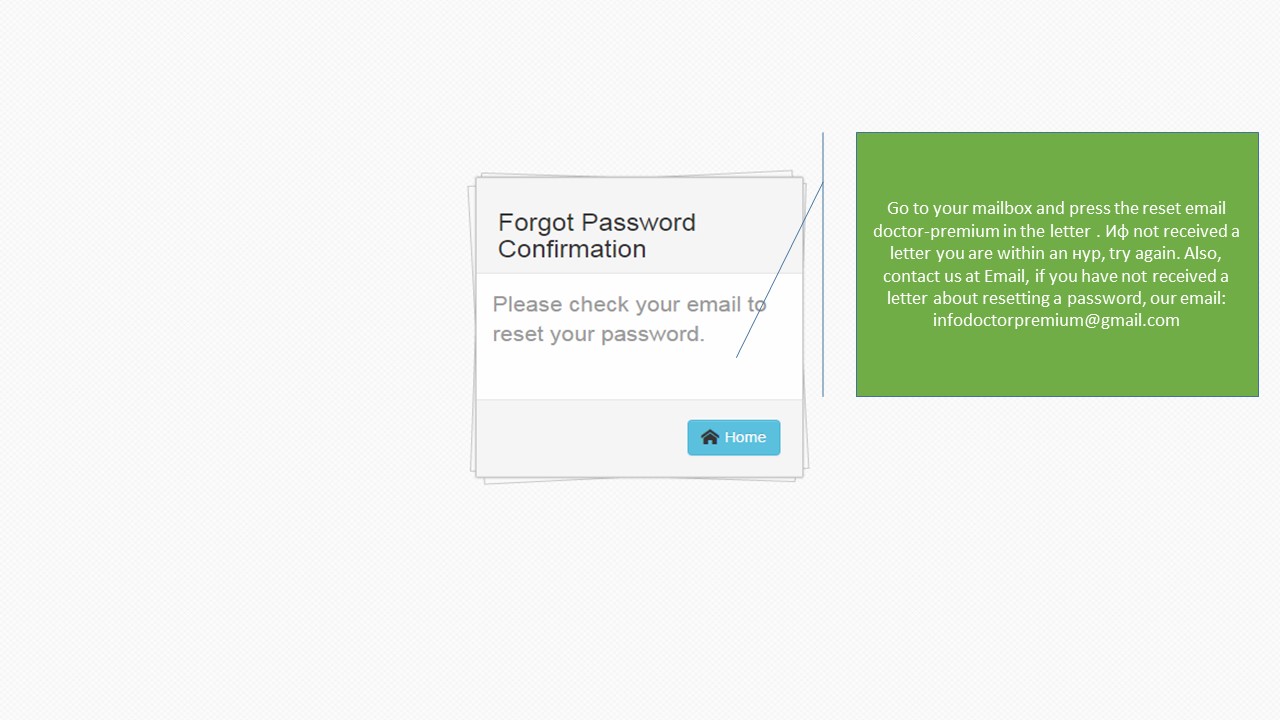 Forgot Password
Confirmation
Please check your email to
reset your password.
Home
Go to your mailbox and press the reset email
doctor-premium in the letter . Иф not received a
letter you are within an нур, try again. Also,
contact us at Email, if you have not received a
letter about resetting a password, our email:
infodoctorpremium@gmail.com